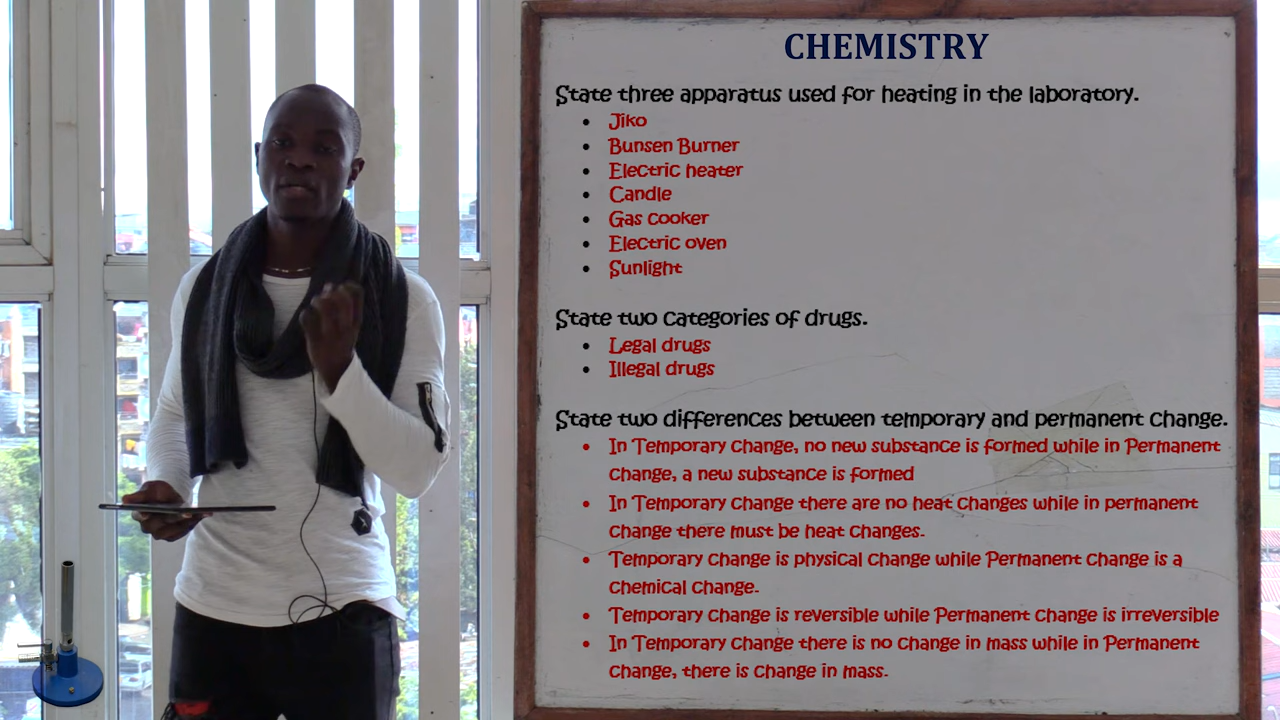 CHEMISTRY
State three apparatus used for heating in the laboratory.
• Jiko
• Bunsen Burner
• Electric heater
• Candle
• Gas cooker
• Electric oven
• Sunlight
State two categories of drugs.
• Legal drugs
• Illegal drugs
State two differences between temporary and permanent change.
• In Temporary change, no new substance is formed while in Permanent
change, a new substance is formed
• In Temporary change there are no heat changes while in permanent
change there must be heat changes.
• Temporary change is physical change while Permanent change is a
chemical change.
• Temporary change is reversible while Permanent change is irreversible
• In Temporary change there is no change in mass while in Permanent
change, there is change in mass.